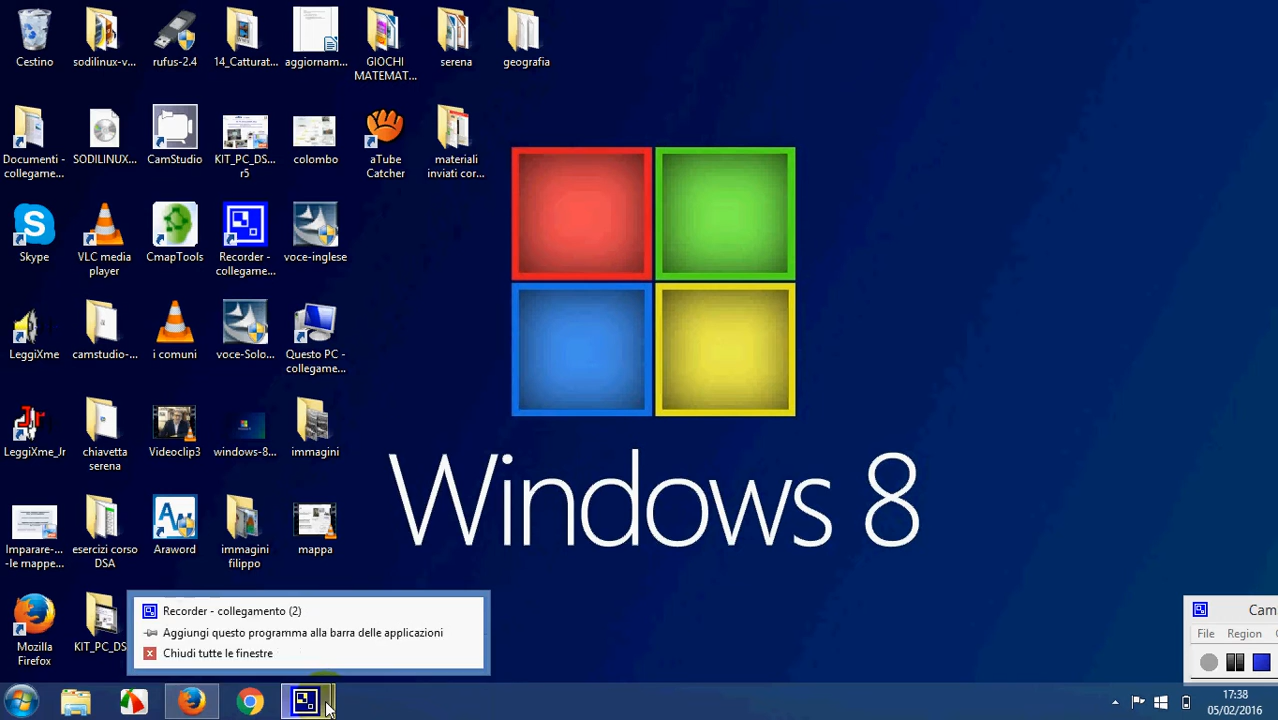 Cestino
sodilinux-v...
rufus-2.4
14_Catturat...
aggiornam...
GIOCHI
MATEMAT...
serena
geografia
Documenti -
collegame...
SODILINUX...
CamStudio
KIT_PC_DS...
r5
colombo
aTube
Catcher
materiali
inviati cor...
Skype
VLC media
player
CmapTools
Recorder -
collegame...
voce-inglese
LeggiXme
camstudio-...
i comuni
voce-Solo...
Questo PC -
collegame...
LeggiXme_Jr
chiavetta
serena
Videoclip3
windows-8...
immagini
Imparare-...
-le mappe...
esercizi corso
DSA
Araword
immagini
filippo
mappa
Windows 8
Mozilla
Firefox
KIT_PC_DS
Recorder - collegamento (2)
Aggiungi questo programma alla barra delle applicazioni
Chiudi tutte le finestre
Cam
File Region
17:38
05/02/2016